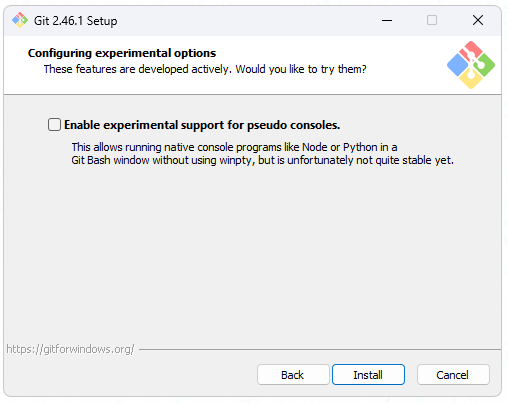 Git 2.46.1 Setup
Configuring experimental options
These features are developed actively. Would you like to try them?
Enable experimental support for pseudo consoles.
This allows running native console programs like Node or Python in a
Git Bash window without using winpty, but is unfortunately not quite stable yet.
https://gitforwindows.org/
Back Install Cancel